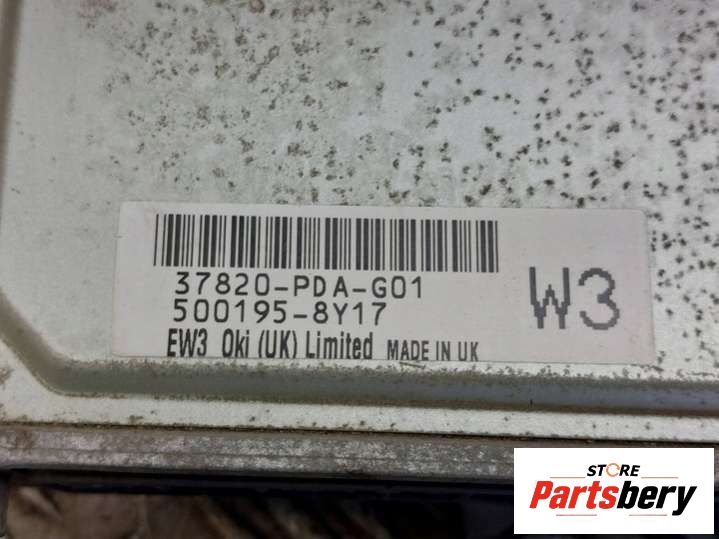 37820-PDA-G01
500195-8Y17
W3
EW3 Oki (UK) Limited MADE IN UK
STORE
Partsbery